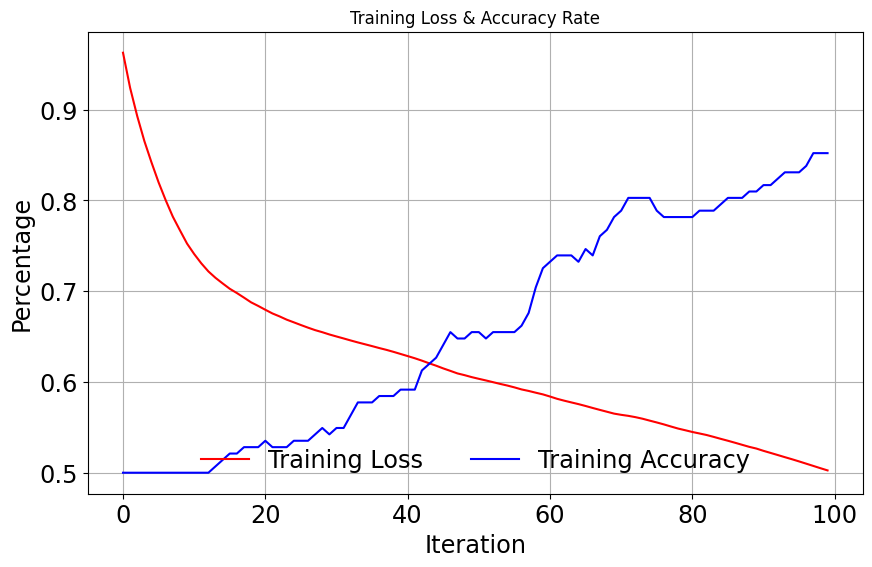 Training Loss & Accuracy Rate
Percentage
0.9
0.8
0.7
0.6
0.5
Training Loss Training Accuracy
0 20 40 60 80 100
Iteration